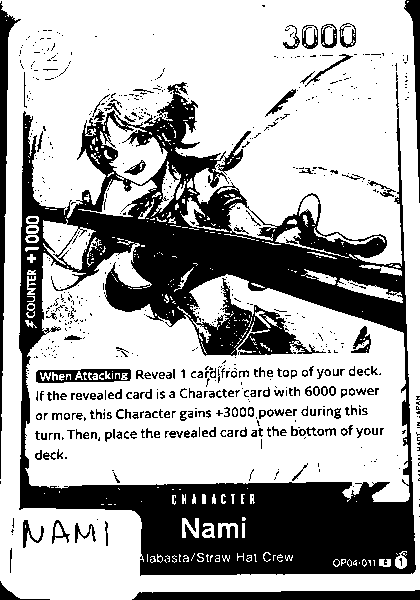 3000
COUNTER +1000
When Attacking Reveal 1 card from the top of your deck.
If the revealed card is a Character card with 6000 power
or more, this Character gains +3000 power during this
turn. Then, place the revealed card at the bottom of your
deck.
CHARACTER
Nami
NAMI
Alabasta/Straw Hat Crew
OP04-011
1